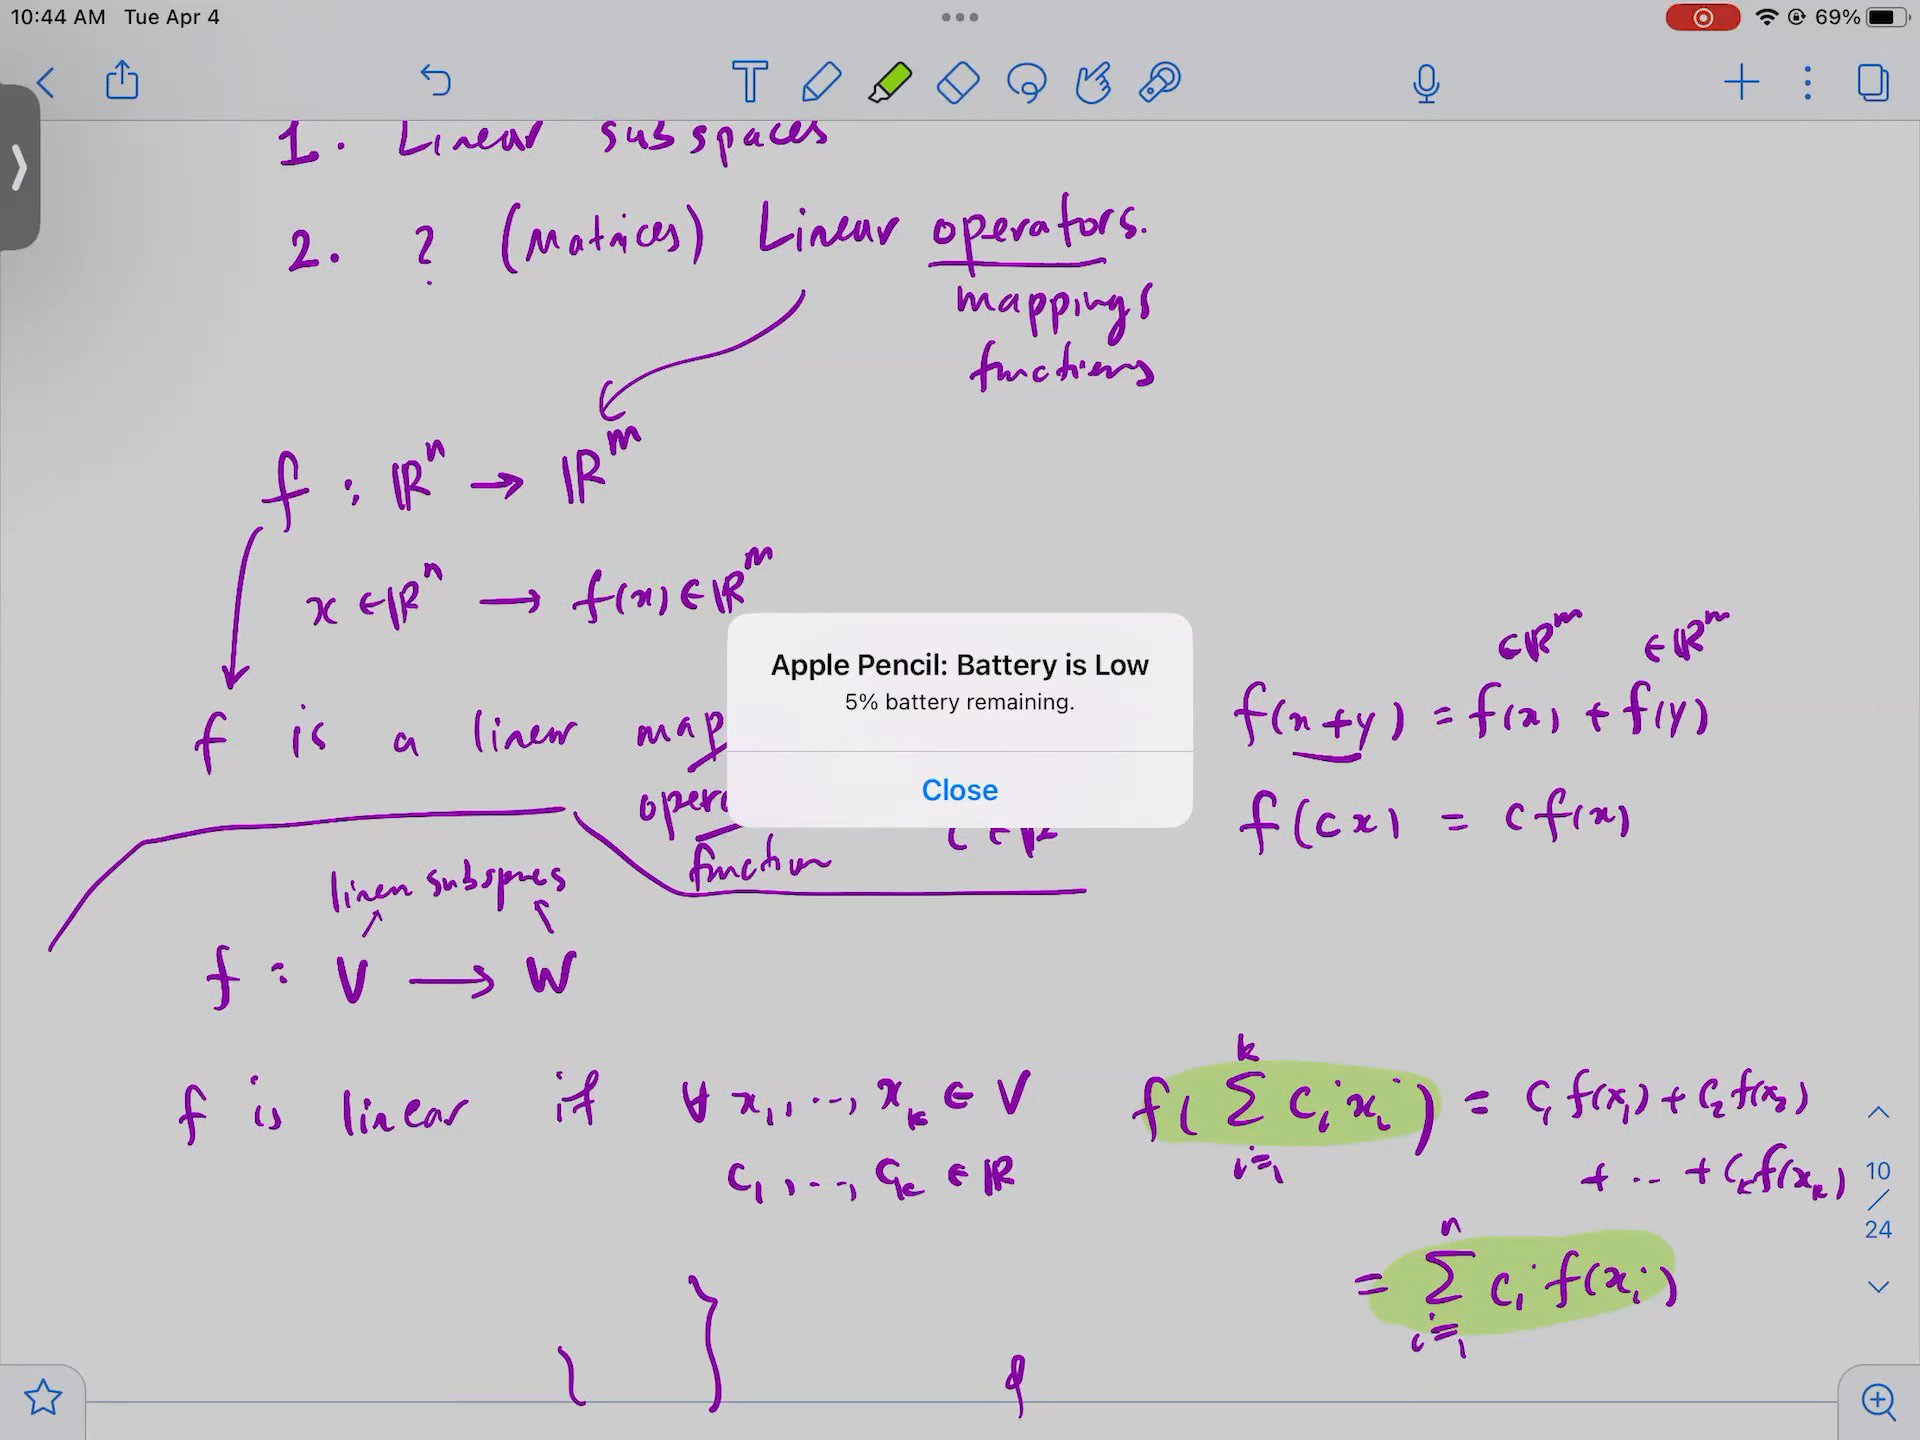 10:44 AM Tue Apr 4
69%
1. Linear subspaces
2. ? (Matrices) Linear operators.
mappings
functions
f : ℝⁿ → ℝᵐ
x ∈ ℝⁿ → f(x) ∈ ℝᵐ
∈ℝᵐ ∈ℝᵐ
Apple Pencil: Battery is Low
5% battery remaining.
Close
f is a linear map
f(x+y) = f(x) + f(y)
f(cx) = cf(x)
function
linear subspaces
f : V → W
f is linear if ∀ x₁, ..., xₖ ∈ V f(∑ᵢ₌₁ᵏ cᵢxᵢ) = c₁f(x₁) + c₂f(x₂)
c₁, ..., cₖ ∈ ℝ + .. + cₖf(xₖ)
= ∑ᵢ₌₁ⁿ cᵢ f(xᵢ)
10
/
24